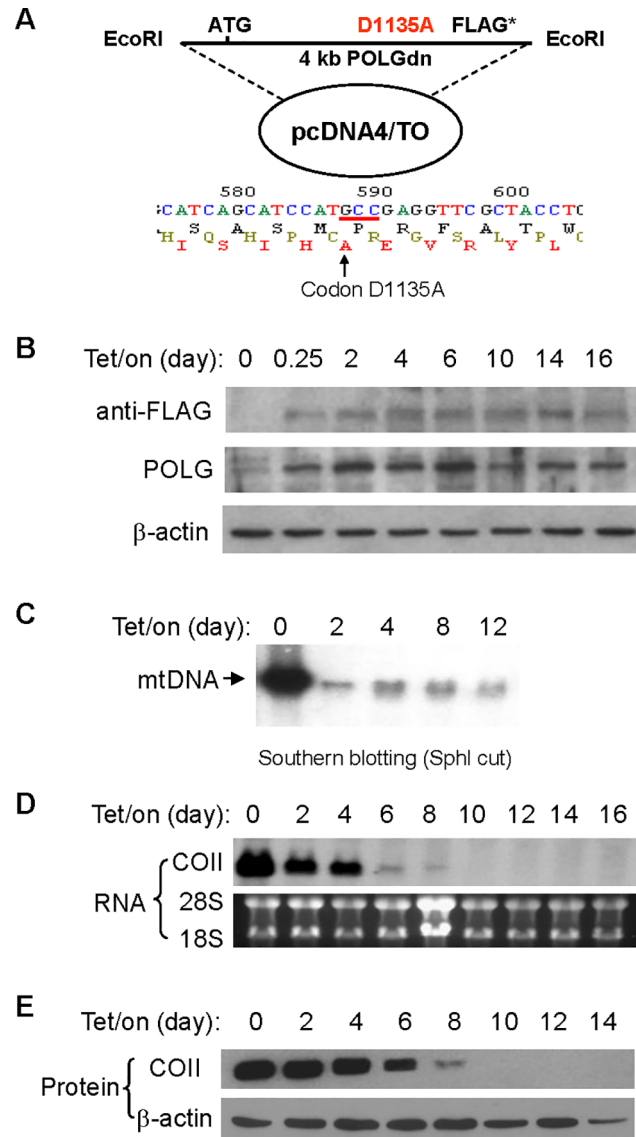 A
ATG D1135A FLAG*
EcoRI EcoRI
4 kb POLGdn
pcDNA4/TO
580 590 600
CATCAGCATCCATGCCGAGGTTCGCTACCT
S A S M P R F A T W
H Q H P C R G S L P
I S I H A E V R Y L
Codon D1135A
B
Tet/on (day): 0 0.25 2 4 6 10 14 16
anti-FLAG
POLG
β-actin
C
Tet/on (day): 0 2 4 8 12
mtDNA
Southern blotting (SphI cut)
D
Tet/on (day): 0 2 4 6 8 10 12 14 16
COII
RNA
28S
18S
E
Tet/on (day): 0 2 4 6 8 10 12 14
COII
Protein
β-actin